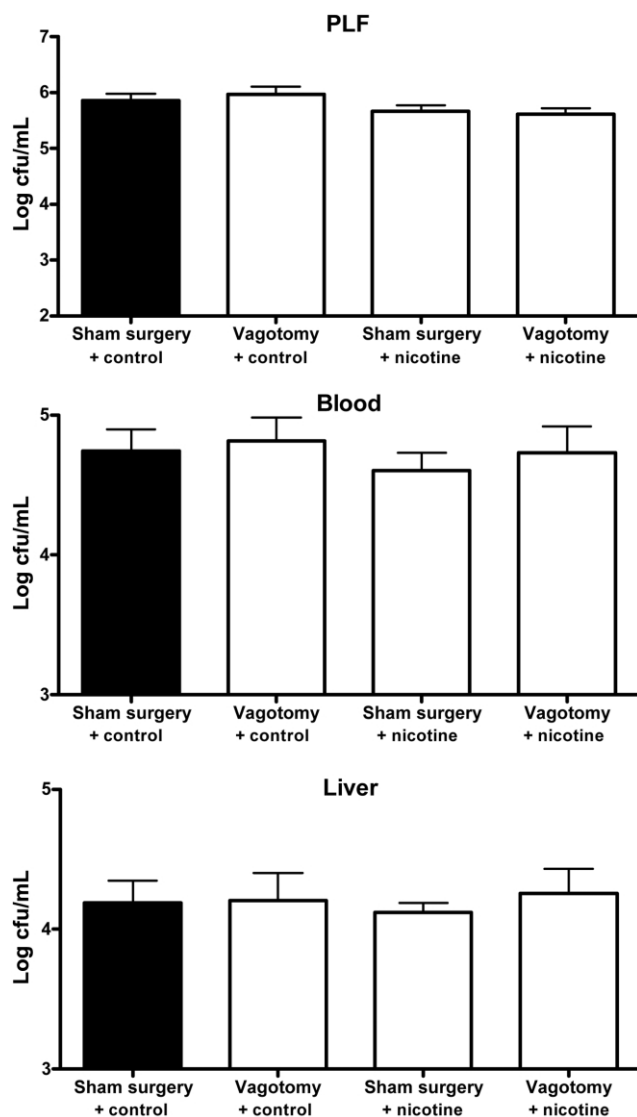 PLF
Log cfu/mL
7
6
5
4
3
2
Sham surgery Vagotomy Sham surgery Vagotomy
+ control + control + nicotine + nicotine
Blood
Log cfu/mL
5
4
3
Sham surgery Vagotomy Sham surgery Vagotomy
+ control + control + nicotine + nicotine
Liver
Log cfu/mL
5
4
3
Sham surgery Vagotomy Sham surgery Vagotomy
+ control + control + nicotine + nicotine